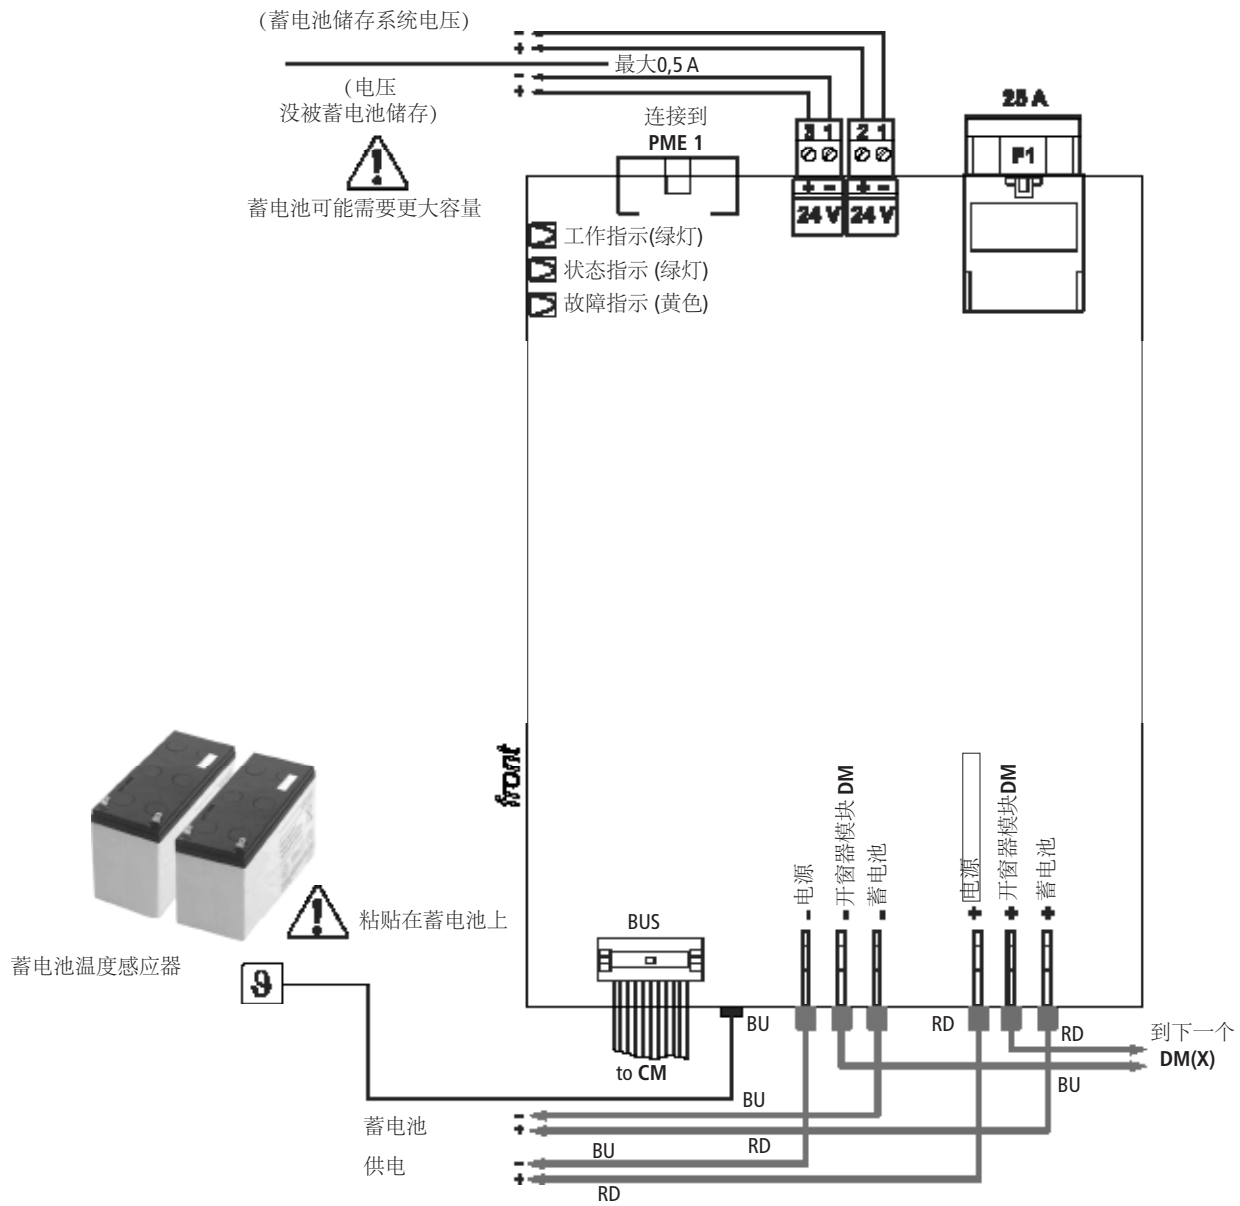 (蓄电池储存系统电压)
-
+
最大0,5 A
-
+
(电压
没被蓄电池储存)
连接到
PME 1
蓄电池可能需要更大容量
3 1
2 1
25 A
F1
+ -
+ -
24 V
24 V
工作指示(绿灯)
状态指示 (绿灯)
故障指示 (黄色)
front
- 电源
- 开窗器模块 DM
- 蓄电池
+ 电源
+ 开窗器模块DM
+ 蓄电池
粘贴在蓄电池上
蓄电池温度感应器
ϑ
BUS
to CM
BU
RD
RD
到下一个
DM(X)
BU
BU
蓄电池
-
+
RD
供电
BU
-
+
RD